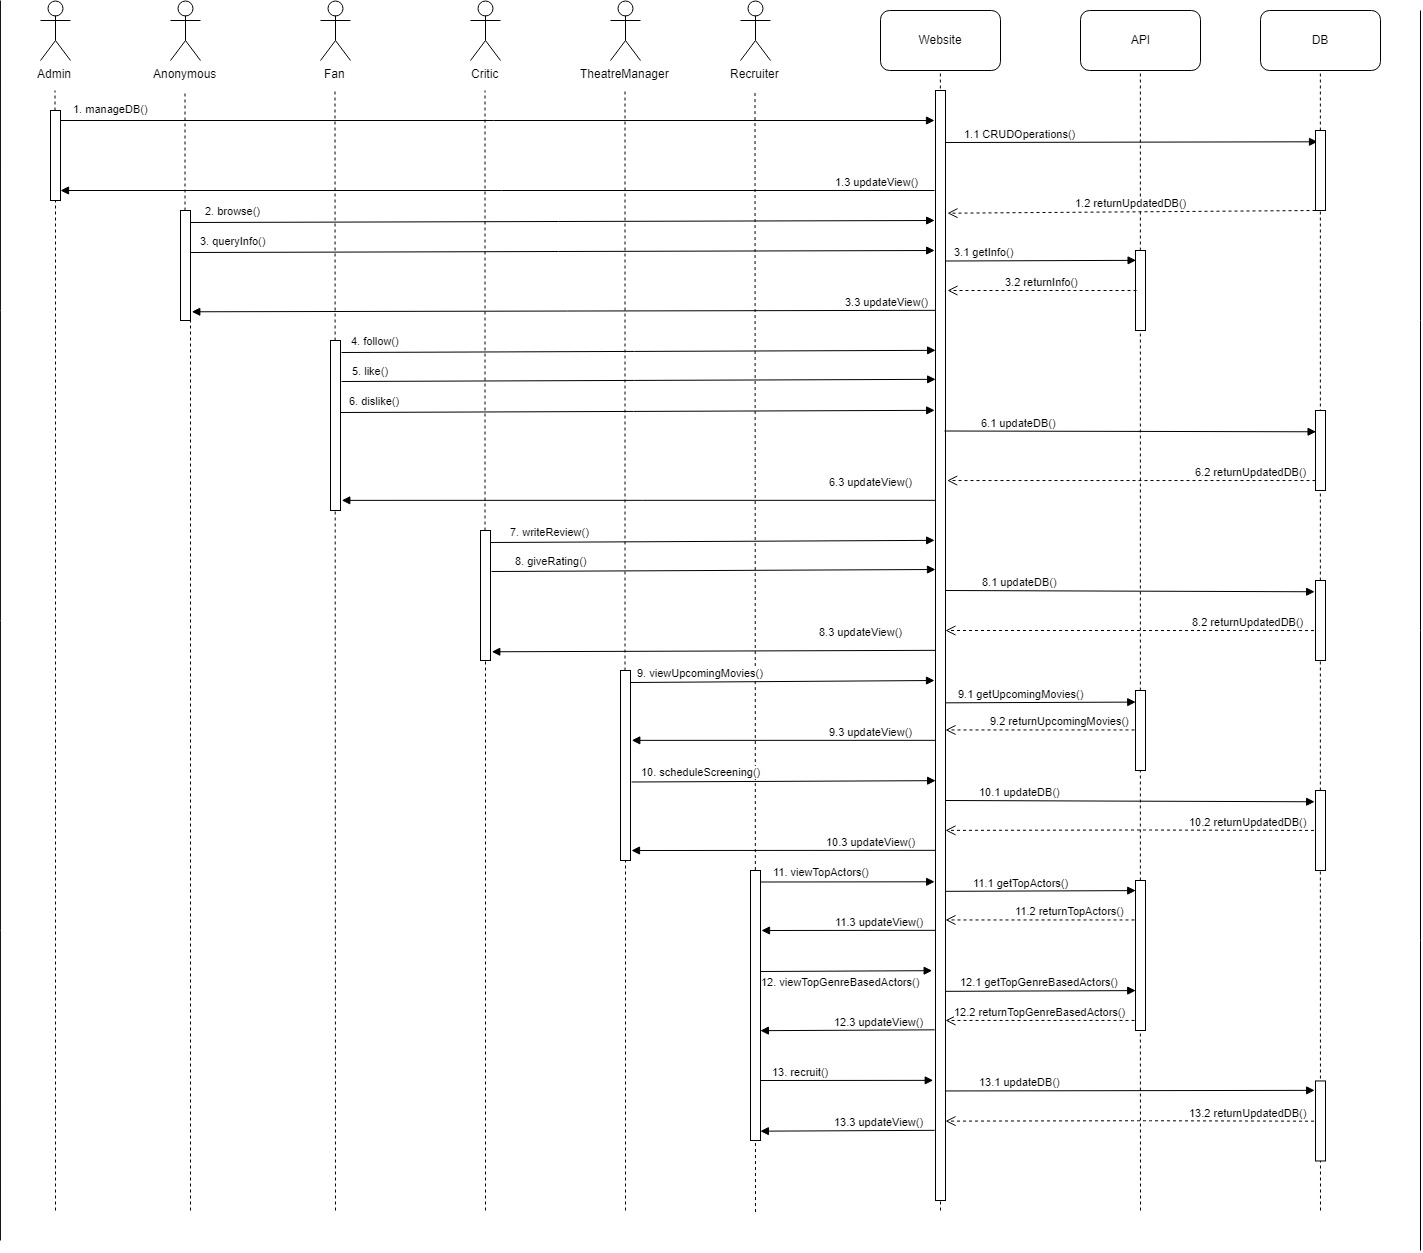 Admin
Anonymous
Fan
Critic
TheatreManager
Recruiter
Website
API
DB
1. manageDB()
1.1 CRUDOperations()
1.3 updateView()
1.2 returnUpdatedDB()
2. browse()
3. queryInfo()
3.1 getInfo()
3.2 returnInfo()
3.3 updateView()
4. follow()
5. like()
6. dislike()
6.1 updateDB()
6.2 returnUpdatedDB()
6.3 updateView()
7. writeReview()
8. giveRating()
8.1 updateDB()
8.2 returnUpdatedDB()
8.3 updateView()
9. viewUpcomingMovies()
9.1 getUpcomingMovies()
9.2 returnUpcomingMovies()
9.3 updateView()
10. scheduleScreening()
10.1 updateDB()
10.2 returnUpdatedDB()
10.3 updateView()
11. viewTopActors()
11.1 getTopActors()
11.2 returnTopActors()
11.3 updateView()
12. viewTopGenreBasedActors()
12.1 getTopGenreBasedActors()
12.2 returnTopGenreBasedActors()
12.3 updateView()
13. recruit()
13.1 updateDB()
13.2 returnUpdatedDB()
13.3 updateView()